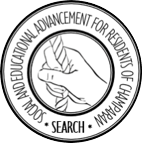 SOCIAL AND EDUCATIONAL ADVANCEMENT FOR RESIDENTS OF CHAMPARAN
• SEARCH •